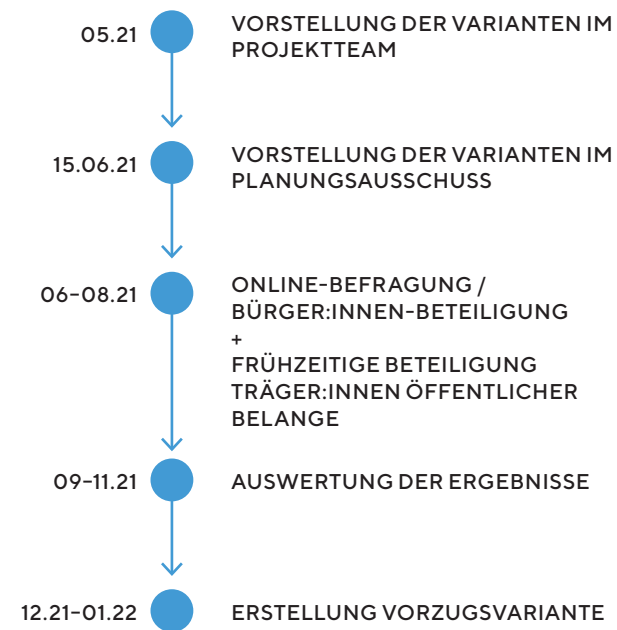 05.21
VORSTELLUNG DER VARIANTEN IM
PROJEKTTEAM
15.06.21
VORSTELLUNG DER VARIANTEN IM
PLANUNGSAUSSCHUSS
06–08.21
ONLINE-BEFRAGUNG /
BÜRGER:INNEN-BETEILIGUNG
+
FRÜHZEITIGE BETEILIGUNG
TRÄGER:INNEN ÖFFENTLICHER
BELANGE
09–11.21
AUSWERTUNG DER ERGEBNISSE
12.21–01.22
ERSTELLUNG VORZUGSVARIANTE